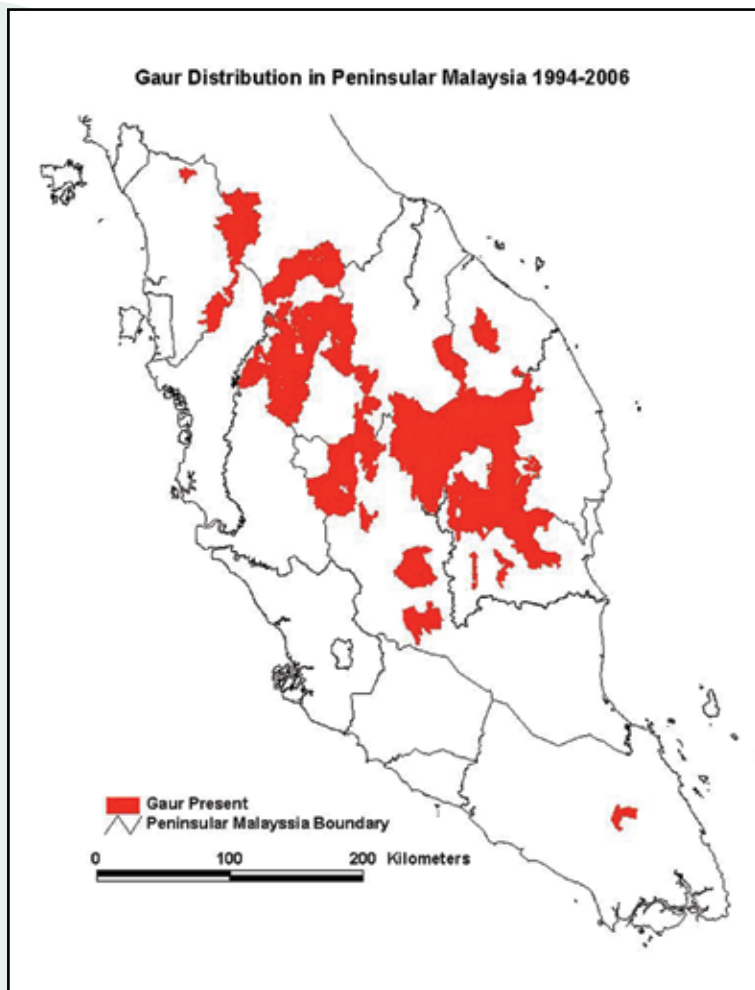 Gaur Distribution in Peninsular Malaysia 1994-2006
Gaur Present
Peninsular Malayssia Boundary
0 100 200 Kilometers